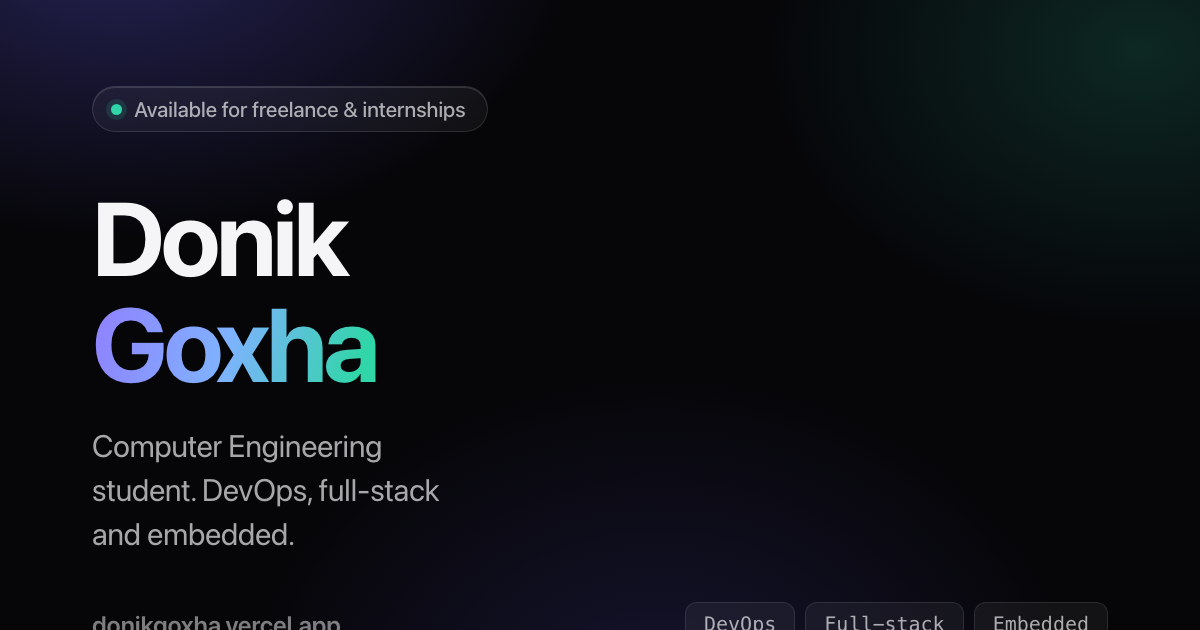 Available for freelance & internships
Donik
Goxha
Computer Engineering
student. DevOps, full-stack
and embedded.
donikgoxha.vercel.app
DevOps
Full-stack
Embedded